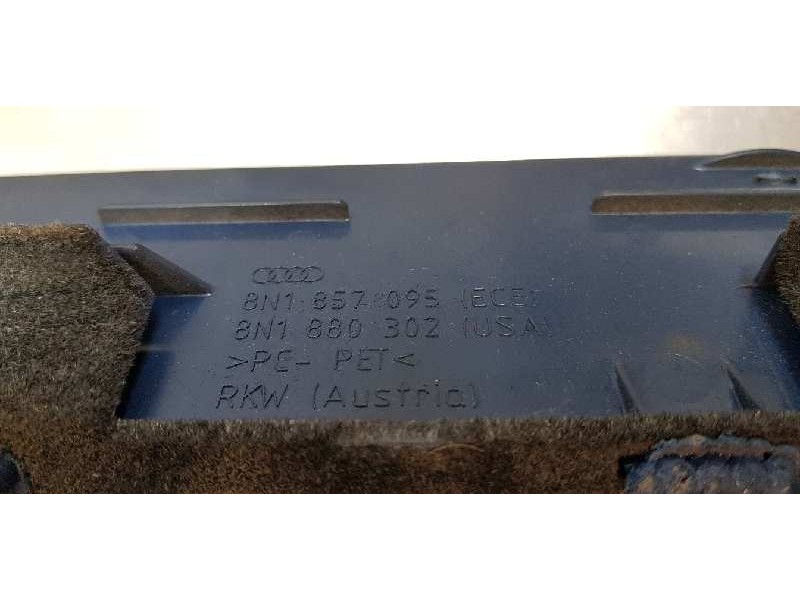 8N1 857 095 (ECE)
8N1 880 302 (USA)
>PE- PET<
RKW (Austria)